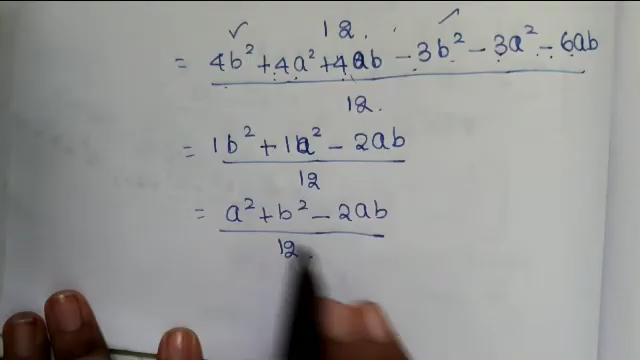 12.
= 4b² + 4a² + 4ab - 3b² - 3a² - 6ab
12.
= 1b² + 1a² - 2ab
12
= a² + b² - 2ab
12.